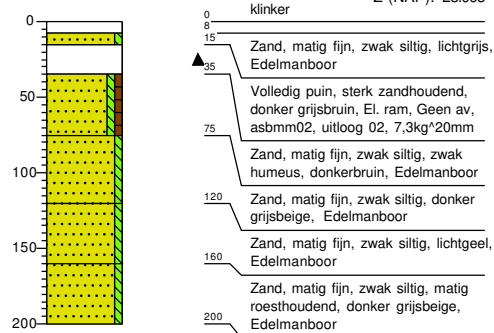 0
50
100
150
200
0
klinker
8
15
Zand, matig fijn, zwak siltig, lichtgrijs,
Edelmanboor
35
Volledig puin, sterk zandhoudend,
donker grijsbruin, El. ram, Geen av,
asbmm02, uitloog 02, 7,3kg^20mm
75
Zand, matig fijn, zwak siltig, zwak
humeus, donkerbruin, Edelmanboor
120
Zand, matig fijn, zwak siltig, donker
grijsbeige, Edelmanboor
160
Zand, matig fijn, zwak siltig, lichtgeel,
Edelmanboor
200
Zand, matig fijn, zwak siltig, matig
roesthoudend, donker grijsbeige,
Edelmanboor